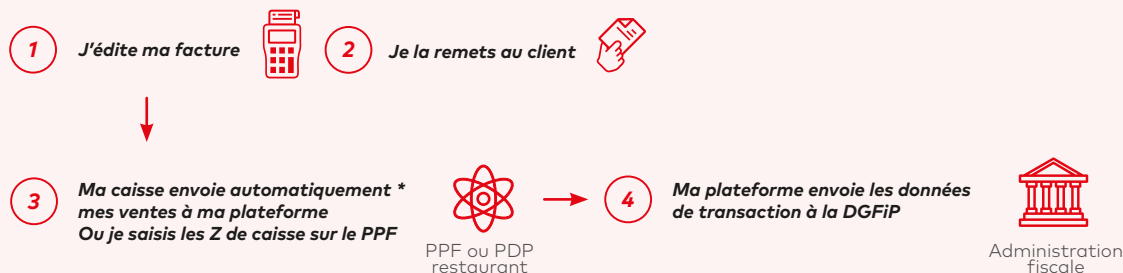 1 J'édite ma facture
2 Je la remets au client
3 Ma caisse envoie automatiquement *
mes ventes à ma plateforme
Ou je saisis les Z de caisse sur le PPF
PPF ou PDP
restaurant
4 Ma plateforme envoie les données
de transaction à la DGFiP
Administration
fiscale